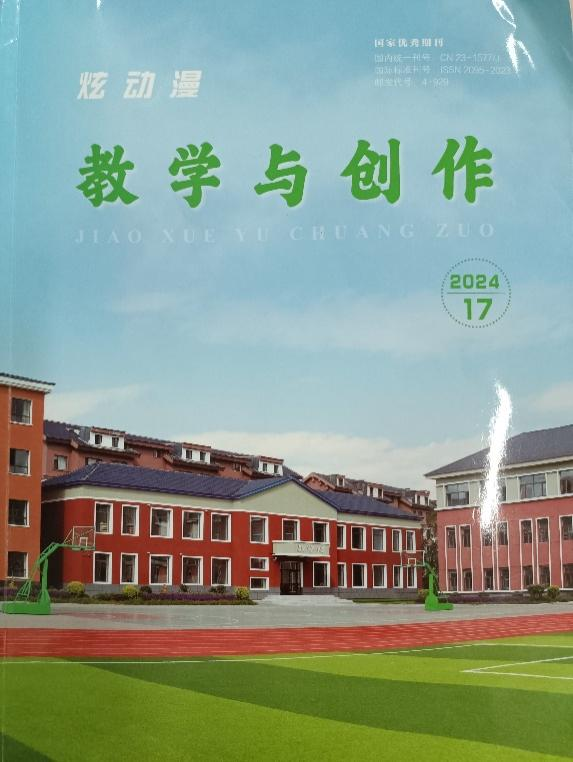 国家优秀期刊
国内统一刊号 CN 23-1577/J
国际标准刊号 ISSN 2095-2023
邮发代号 4-929
炫动漫
教学与创作
JIAO XUE YU CHUANG ZUO
2024
17